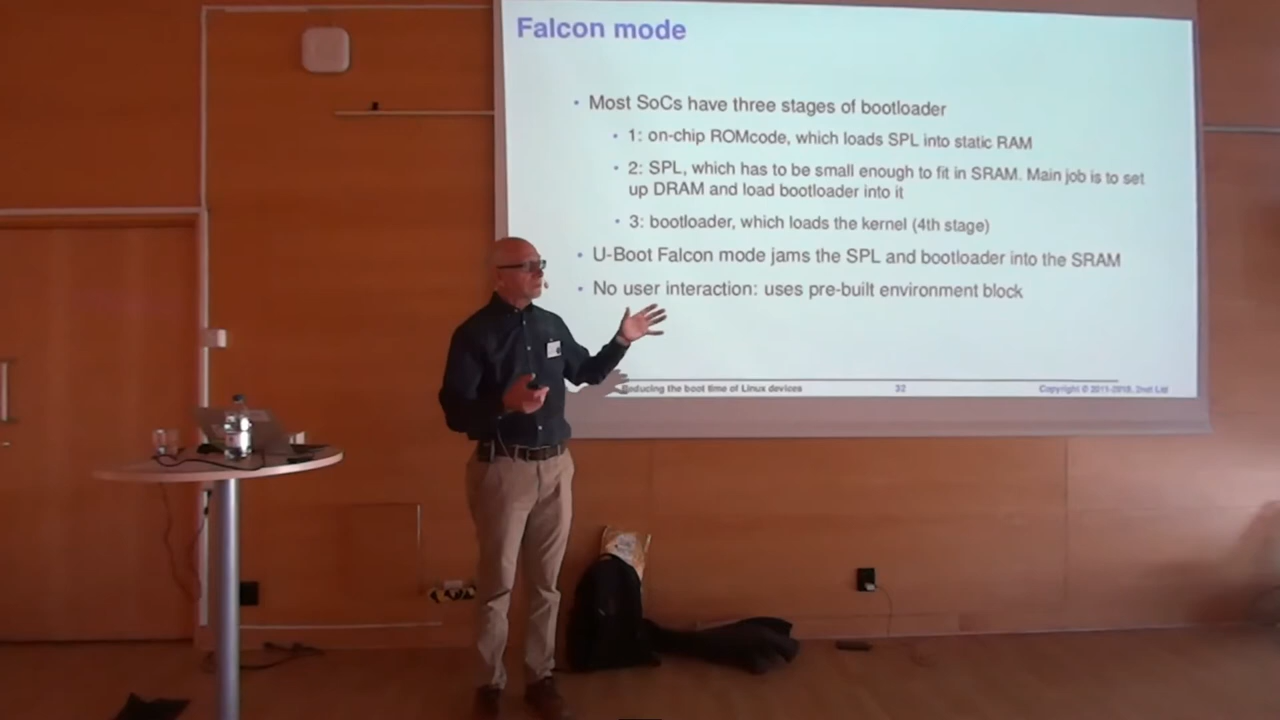 Falcon mode
• Most SoCs have three stages of bootloader
• 1: on-chip ROMcode, which loads SPL into static RAM
• 2: SPL, which has to be small enough to fit in SRAM. Main job is to set
up DRAM and load bootloader into it
• 3: bootloader, which loads the kernel (4th stage)
• U-Boot Falcon mode jams the SPL and bootloader into the SRAM
• No user interaction: uses pre-built environment block
Reducing the boot time of Linux devices
32
Copyright © 2011-2018, 2net Ltd